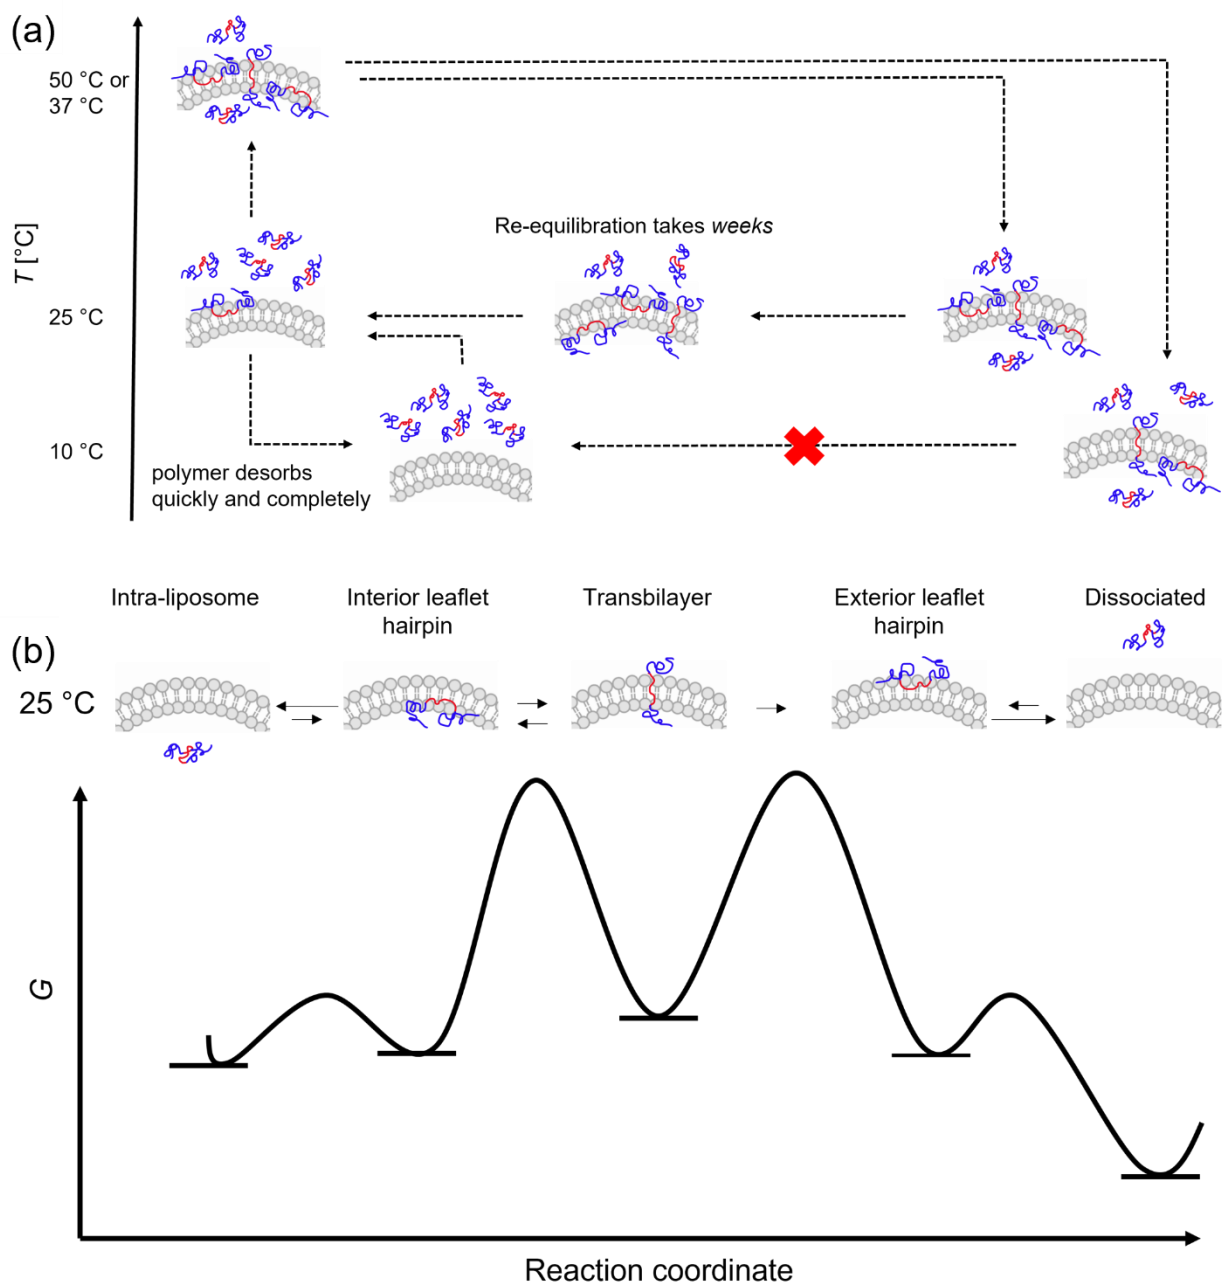 (a)
50 °C or
37 °C
T [°C]
Re-equilibration takes weeks
25 °C
10 °C
polymer desorbs
quickly and completely
Intra-liposome
Interior leaflet
hairpin
Transbilayer
Exterior leaflet
hairpin
Dissociated
(b)
25 °C
G
Reaction coordinate